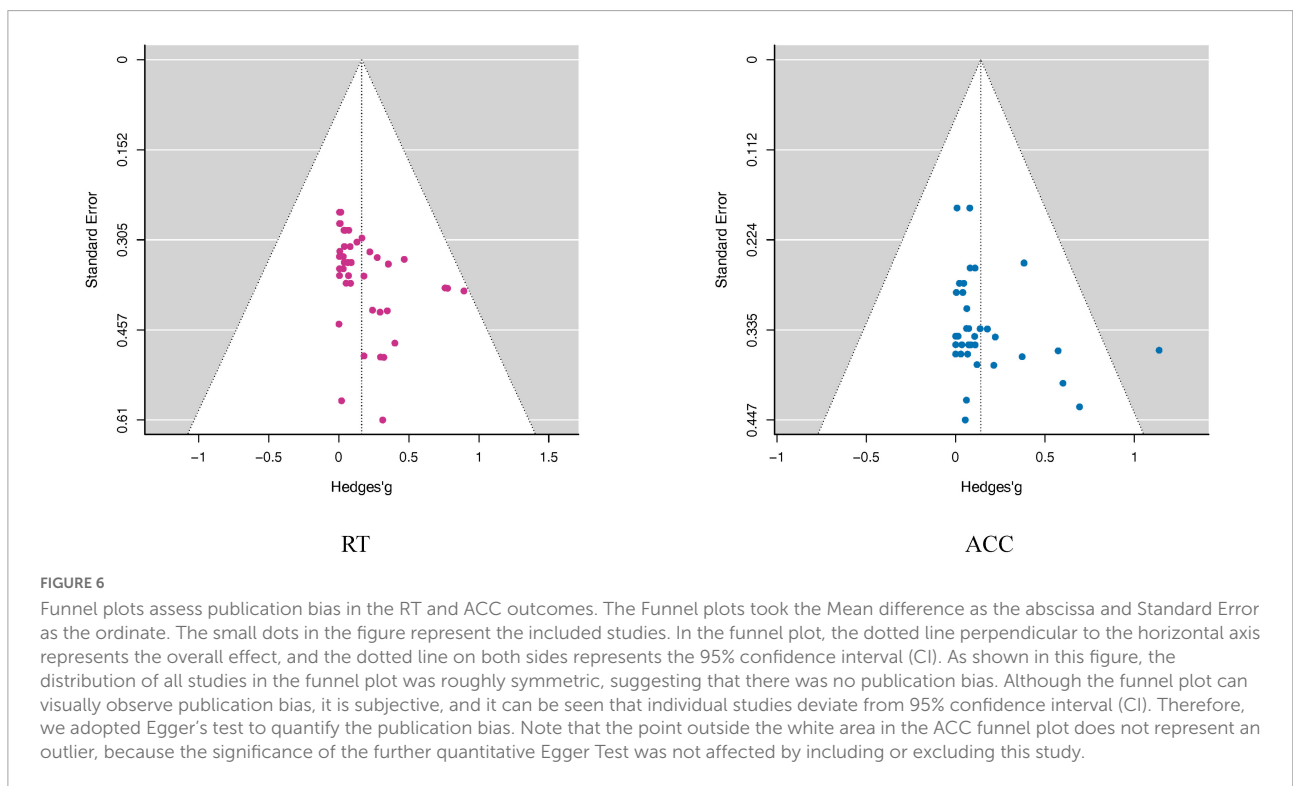 0
0.152
0.305
0.457
0.61
Standard Error
−1
−0.5
0
0.5
1
1.5
Hedges'g
RT
0
0.112
0.224
0.335
0.447
Standard Error
−1
−0.5
0
0.5
1
Hedges'g
ACC
FIGURE 6
Funnel plots assess publication bias in the RT and ACC outcomes. The Funnel plots took the Mean difference as the abscissa and Standard Error
as the ordinate. The small dots in the figure represent the included studies. In the funnel plot, the dotted line perpendicular to the horizontal axis
represents the overall effect, and the dotted line on both sides represents the 95% confidence interval (CI). As shown in this figure, the
distribution of all studies in the funnel plot was roughly symmetric, suggesting that there was no publication bias. Although the funnel plot can
visually observe publication bias, it is subjective, and it can be seen that individual studies deviate from 95% confidence interval (CI). Therefore,
we adopted Egger's test to quantify the publication bias. Note that the point outside the white area in the ACC funnel plot does not represent an
outlier, because the significance of the further quantitative Egger Test was not affected by including or excluding this study.